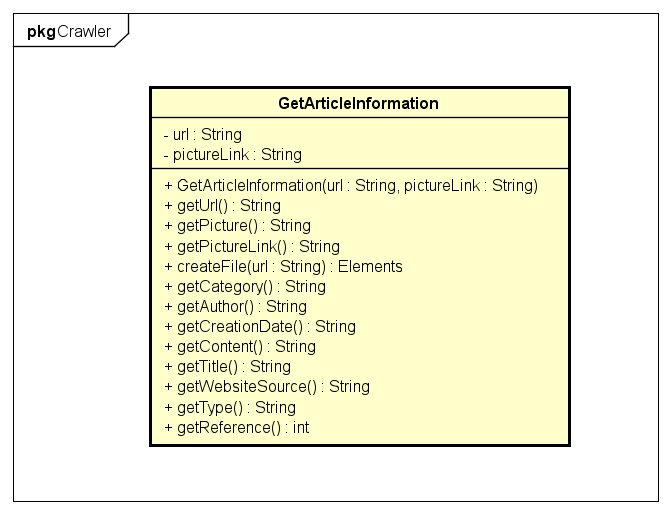 pkg Crawler
GetArticleInformation
- url : String
- pictureLink : String
+ GetArticleInformation(url : String, pictureLink : String)
+ getUrl() : String
+ getPicture() : String
+ getPictureLink() : String
+ createFile(url : String) : Elements
+ getCategory() : String
+ getAuthor() : String
+ getCreationDate() : String
+ getContent() : String
+ getTitle() : String
+ getWebsiteSource() : String
+ getType() : String
+ getReference() : int